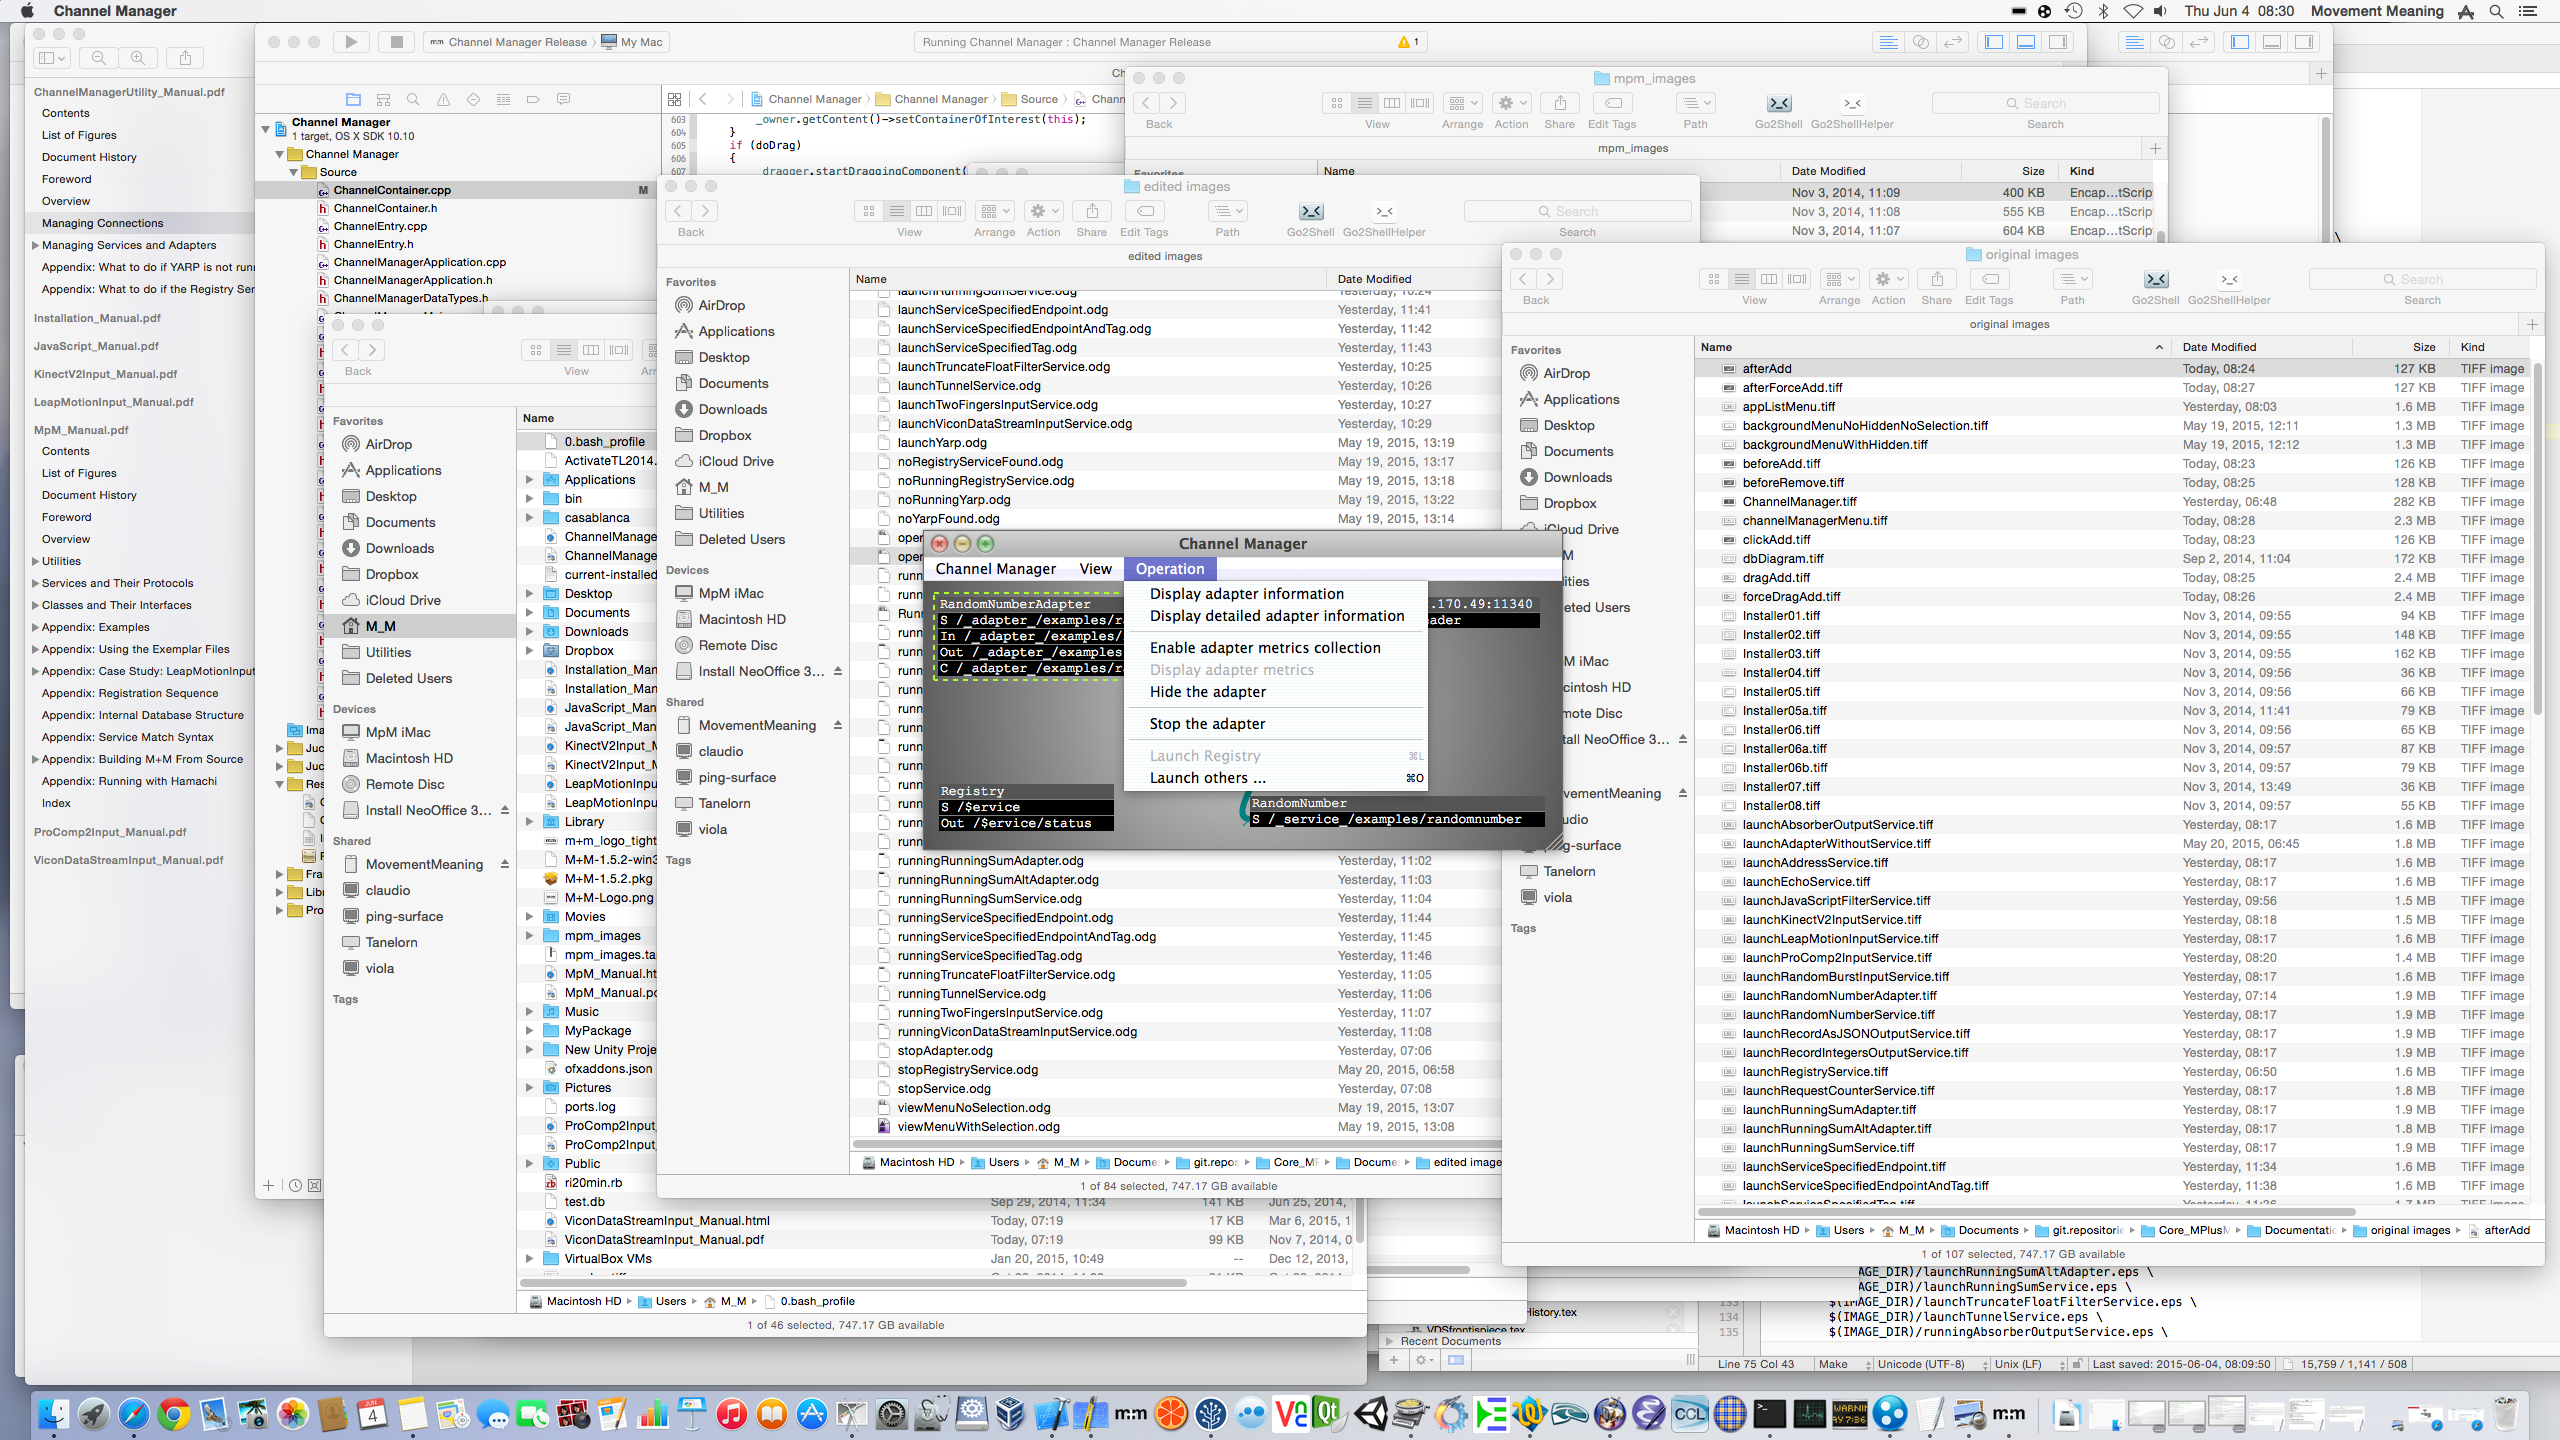 Channel Manager
Thu Jun 4 08:30 Movement Meaning
Channel Manager Release
My Mac
Running Channel Manager : Channel Manager Release
1
ChannelManagerUtility_Manual.pdf
Contents
List of Figures
Document History
Foreword
Overview
Managing Connections
Managing Services and Adapters
Appendix: What to do if YARP is not
Appendix: What to do if the Registry
Installation_Manual.pdf
JavaScript_Manual.pdf
KinectV2Input_Manual.pdf
LeapMotionInput_Manual.pdf
MpM_Manual.pdf
Contents
List of Figures
Document History
Foreword
Overview
Utilities
Services and Their Protocols
Classes and Their Interfaces
Appendix: Examples
Appendix: Using the Exemplar Files
Appendix: Case Study: LeapMotionInput
Appendix: Registration Sequence
Appendix: Internal Database Structure
Appendix: Service Match Syntax
Appendix: Building M+M From Source
Appendix: Running with Hamachi
Index
ProComp2Input_Manual.pdf
ViconDataStreamInput_Manual.pdf
Channel Manager
1 target, OS X SDK 10.10
Channel Manager
Source
ChannelContainer.cpp M
ChannelContainer.h
ChannelEntry.cpp
ChannelEntry.h
ChannelManagerApplication.cpp
ChannelManagerApplication.h
ChannelManagerDataTypes.h
Channel Manager
Channel Manager
Source
603 _owner.getContent()->setContainerOfInterest(this);
604 }
605 if (doDrag)
606 {
607 dragger.startDraggingComponent(
mpm_images
Back View Arrange Action Share Edit Tags Path Go2Shell Go2ShellHelper Search
mpm_images
Name Date Modified Size Kind
Nov 3, 2014, 11:09 400 KB Encap...tScrip
Nov 3, 2014, 11:08 555 KB Encap...tScrip
Nov 3, 2014, 11:07 604 KB Encap...tScrip
edited images
Back View Arrange Action Share Edit Tags Path Go2Shell Go2ShellHelper Search
edited images
Favorites
AirDrop
Applications
Desktop
Documents
Downloads
Dropbox
iCloud Drive
M_M
Utilities
Deleted Users
Devices
MpM iMac
Macintosh HD
Remote Disc
Install NeoOffice 3...
Shared
MovementMeaning
claudio
ping-surface
Tanelorn
viola
Tags
Name Date Modified
launchRunningSumService.odg Yesterday, 10:24
launchServiceSpecifiedEndpoint.odg Yesterday, 11:41
launchServiceSpecifiedEndpointAndTag.odg Yesterday, 11:42
launchServiceSpecifiedTag.odg Yesterday, 11:43
launchTruncateFloatFilterService.odg Yesterday, 10:25
launchTunnelService.odg Yesterday, 10:26
launchTwoFingersInputService.odg Yesterday, 10:27
launchViconDataStreamInputService.odg Yesterday, 10:29
launchYarp.odg May 19, 2015, 13:19
noRegistryServiceFound.odg May 19, 2015, 13:17
noRunningRegistryService.odg May 19, 2015, 13:18
noRunningYarp.odg May 19, 2015, 13:22
noYarpFound.odg May 19, 2015, 13:14
runningRunningSumAdapter.odg Yesterday, 11:02
runningRunningSumAltAdapter.odg Yesterday, 11:03
runningRunningSumService.odg Yesterday, 11:04
runningServiceSpecifiedEndpoint.odg Yesterday, 11:44
runningServiceSpecifiedEndpointAndTag.odg Yesterday, 11:45
runningServiceSpecifiedTag.odg Yesterday, 11:46
runningTruncateFloatFilterService.odg Yesterday, 11:05
runningTunnelService.odg Yesterday, 11:06
runningTwoFingersInputService.odg Yesterday, 11:07
runningViconDataStreamInputService.odg Yesterday, 11:08
stopAdapter.odg Yesterday, 07:06
stopRegistryService.odg May 20, 2015, 06:58
stopService.odg Yesterday, 07:08
viewMenuNoSelection.odg May 19, 2015, 13:07
viewMenuWithSelection.odg May 19, 2015, 13:08
Macintosh HD Users M_M edited image
1 of 84 selected, 747.17 GB available
Channel Manager
Channel Manager View Operation
Display adapter information
Display detailed adapter information
Enable adapter metrics collection
Display adapter metrics
Hide the adapter
Stop the adapter
Launch Registry ⌘L
Launch others ... ⌘O
RandomNumberAdapter
S /_adapter_/examples/
In /_adapter_/examples/
Out /_adapter_/examples
C /_adapter_/examples/
.170.49:11340
Registry
S /$ervice
Out /$ervice/status
RandomNumber
S /_service_/examples/randomnumber
Back View
Favorites
AirDrop
Applications
Desktop
Documents
Downloads
Dropbox
iCloud Drive
M_M
Utilities
Deleted Users
Devices
MpM iMac
Macintosh HD
Remote Disc
Install NeoOffice 3...
Shared
MovementMeaning
claudio
ping-surface
Tanelorn
viola
Tags
Name
0.bash_profile
ActivateTL2014.
Applications
bin
casablanca
ChannelManage
ChannelManage
current-installed
Desktop
Documents
Downloads
Dropbox
Installation_Man
Installation_Man
JavaScript_Man
JavaScript_Man
KinectV2Input_M
KinectV2Input_M
LeapMotionInpu
LeapMotionInpu
Library
m+m_logo_tight
M+M-1.5.2-win3
M+M-1.5.2.pkg
M+M-Logo.png
Movies
mpm_images
mpm_images.ta
MpM_Manual.ht
MpM_Manual.pd
Music
MyPackage
New Unity Proje
ofxaddons.json
Pictures
ports.log
ProComp2Input_
ProComp2Input_
Public
ri20min.rb
test.db Sep 29, 2014, 11:34 141 KB Jun 25, 2014,
ViconDataStreamInput_Manual.html Today, 07:19 17 KB Mar 6, 2015, 1
ViconDataStreamInput_Manual.pdf Today, 07:19 99 KB Nov 7, 2014, 0
VirtualBox VMs Jan 20, 2015, 10:49 -- Dec 12, 2013,
Macintosh HD Users M_M 0.bash_profile
1 of 46 selected, 747.17 GB available
original images
Back View Arrange Action Share Edit Tags Path Go2Shell Go2ShellHelper Search
original images
Favorites
AirDrop
Applications
Desktop
Documents
Downloads
Dropbox
iCloud Drive
Tanelorn
viola
Tags
Name Date Modified Size Kind
afterAdd Today, 08:24 127 KB TIFF image
afterForceAdd.tiff Today, 08:27 127 KB TIFF image
appListMenu.tiff Yesterday, 08:03 1.6 MB TIFF image
backgroundMenuNoHiddenNoSelection.tiff May 19, 2015, 12:11 1.3 MB TIFF image
backgroundMenuWithHidden.tiff May 19, 2015, 12:12 1.3 MB TIFF image
beforeAdd.tiff Today, 08:23 126 KB TIFF image
beforeRemove.tiff Today, 08:25 128 KB TIFF image
ChannelManager.tiff Yesterday, 06:48 282 KB TIFF image
channelManagerMenu.tiff Today, 08:28 2.3 MB TIFF image
clickAdd.tiff Today, 08:23 126 KB TIFF image
dbDiagram.tiff Sep 2, 2014, 11:04 172 KB TIFF image
dragAdd.tiff Today, 08:25 2.4 MB TIFF image
forceDragAdd.tiff Today, 08:26 2.4 MB TIFF image
Installer01.tiff Nov 3, 2014, 09:55 94 KB TIFF image
Installer02.tiff Nov 3, 2014, 09:55 148 KB TIFF image
Installer03.tiff Nov 3, 2014, 09:55 162 KB TIFF image
Installer04.tiff Nov 3, 2014, 09:56 36 KB TIFF image
Installer05.tiff Nov 3, 2014, 09:56 66 KB TIFF image
Installer05a.tiff Nov 3, 2014, 11:41 79 KB TIFF image
Installer06.tiff Nov 3, 2014, 09:56 65 KB TIFF image
Installer06a.tiff Nov 3, 2014, 09:57 87 KB TIFF image
Installer06b.tiff Nov 3, 2014, 09:57 79 KB TIFF image
Installer07.tiff Nov 7, 2014, 13:49 36 KB TIFF image
Installer08.tiff Nov 3, 2014, 09:57 55 KB TIFF image
launchAbsorberOutputService.tiff Yesterday, 08:17 1.6 MB TIFF image
launchAdapterWithoutService.tiff May 20, 2015, 06:45 1.8 MB TIFF image
launchAddressService.tiff Yesterday, 08:17 1.6 MB TIFF image
launchEchoService.tiff Yesterday, 08:17 1.6 MB TIFF image
launchJavaScriptFilterService.tiff Yesterday, 09:56 1.5 MB TIFF image
launchKinectV2InputService.tiff Yesterday, 08:18 1.5 MB TIFF image
launchLeapMotionInputService.tiff Yesterday, 08:17 1.6 MB TIFF image
launchProComp2InputService.tiff Yesterday, 08:20 1.4 MB TIFF image
launchRandomBurstInputService.tiff Yesterday, 08:17 1.6 MB TIFF image
launchRandomNumberAdapter.tiff Yesterday, 07:14 1.9 MB TIFF image
launchRandomNumberService.tiff Yesterday, 08:17 1.9 MB TIFF image
launchRecordAsJSONOutputService.tiff Yesterday, 08:17 1.9 MB TIFF image
launchRecordIntegersOutputService.tiff Yesterday, 08:17 1.9 MB TIFF image
launchRegistryService.tiff Yesterday, 06:50 1.6 MB TIFF image
launchRequestCounterService.tiff Yesterday, 08:17 1.8 MB TIFF image
launchRunningSumAdapter.tiff Yesterday, 08:17 1.9 MB TIFF image
launchRunningSumAltAdapter.tiff Yesterday, 08:17 1.8 MB TIFF image
launchRunningSumService.tiff Yesterday, 08:17 1.9 MB TIFF image
launchServiceSpecifiedEndpoint.tiff Yesterday, 11:34 1.6 MB TIFF image
launchServiceSpecifiedEndpointAndTag.tiff Yesterday, 11:38 1.6 MB TIFF image
Macintosh HD Users M_M Documents git.repositorie Core_MPlusM Documentatic original images afterAdd
1 of 107 selected, 747.17 GB available
AGE_DIR)/launchRunningSumAltAdapter.eps \
AGE_DIR)/launchRunningSumService.eps \
133 $(IMAGE_DIR)/launchTruncateFloatFilterService.eps \
134 $(IMAGE_DIR)/launchTunnelService.eps \
135 $(IMAGE_DIR)/runningAbsorberOutputService.eps \
History.tex
VDSfrontispiece.tex
Recent Documents
Line 75 Col 43 Make Unicode (UTF-8) Unix (LF) Last saved: 2015-06-04, 08:09:50 15,759 / 1,141 / 508
JUN
4
m:m
Qt
CCL
m:m